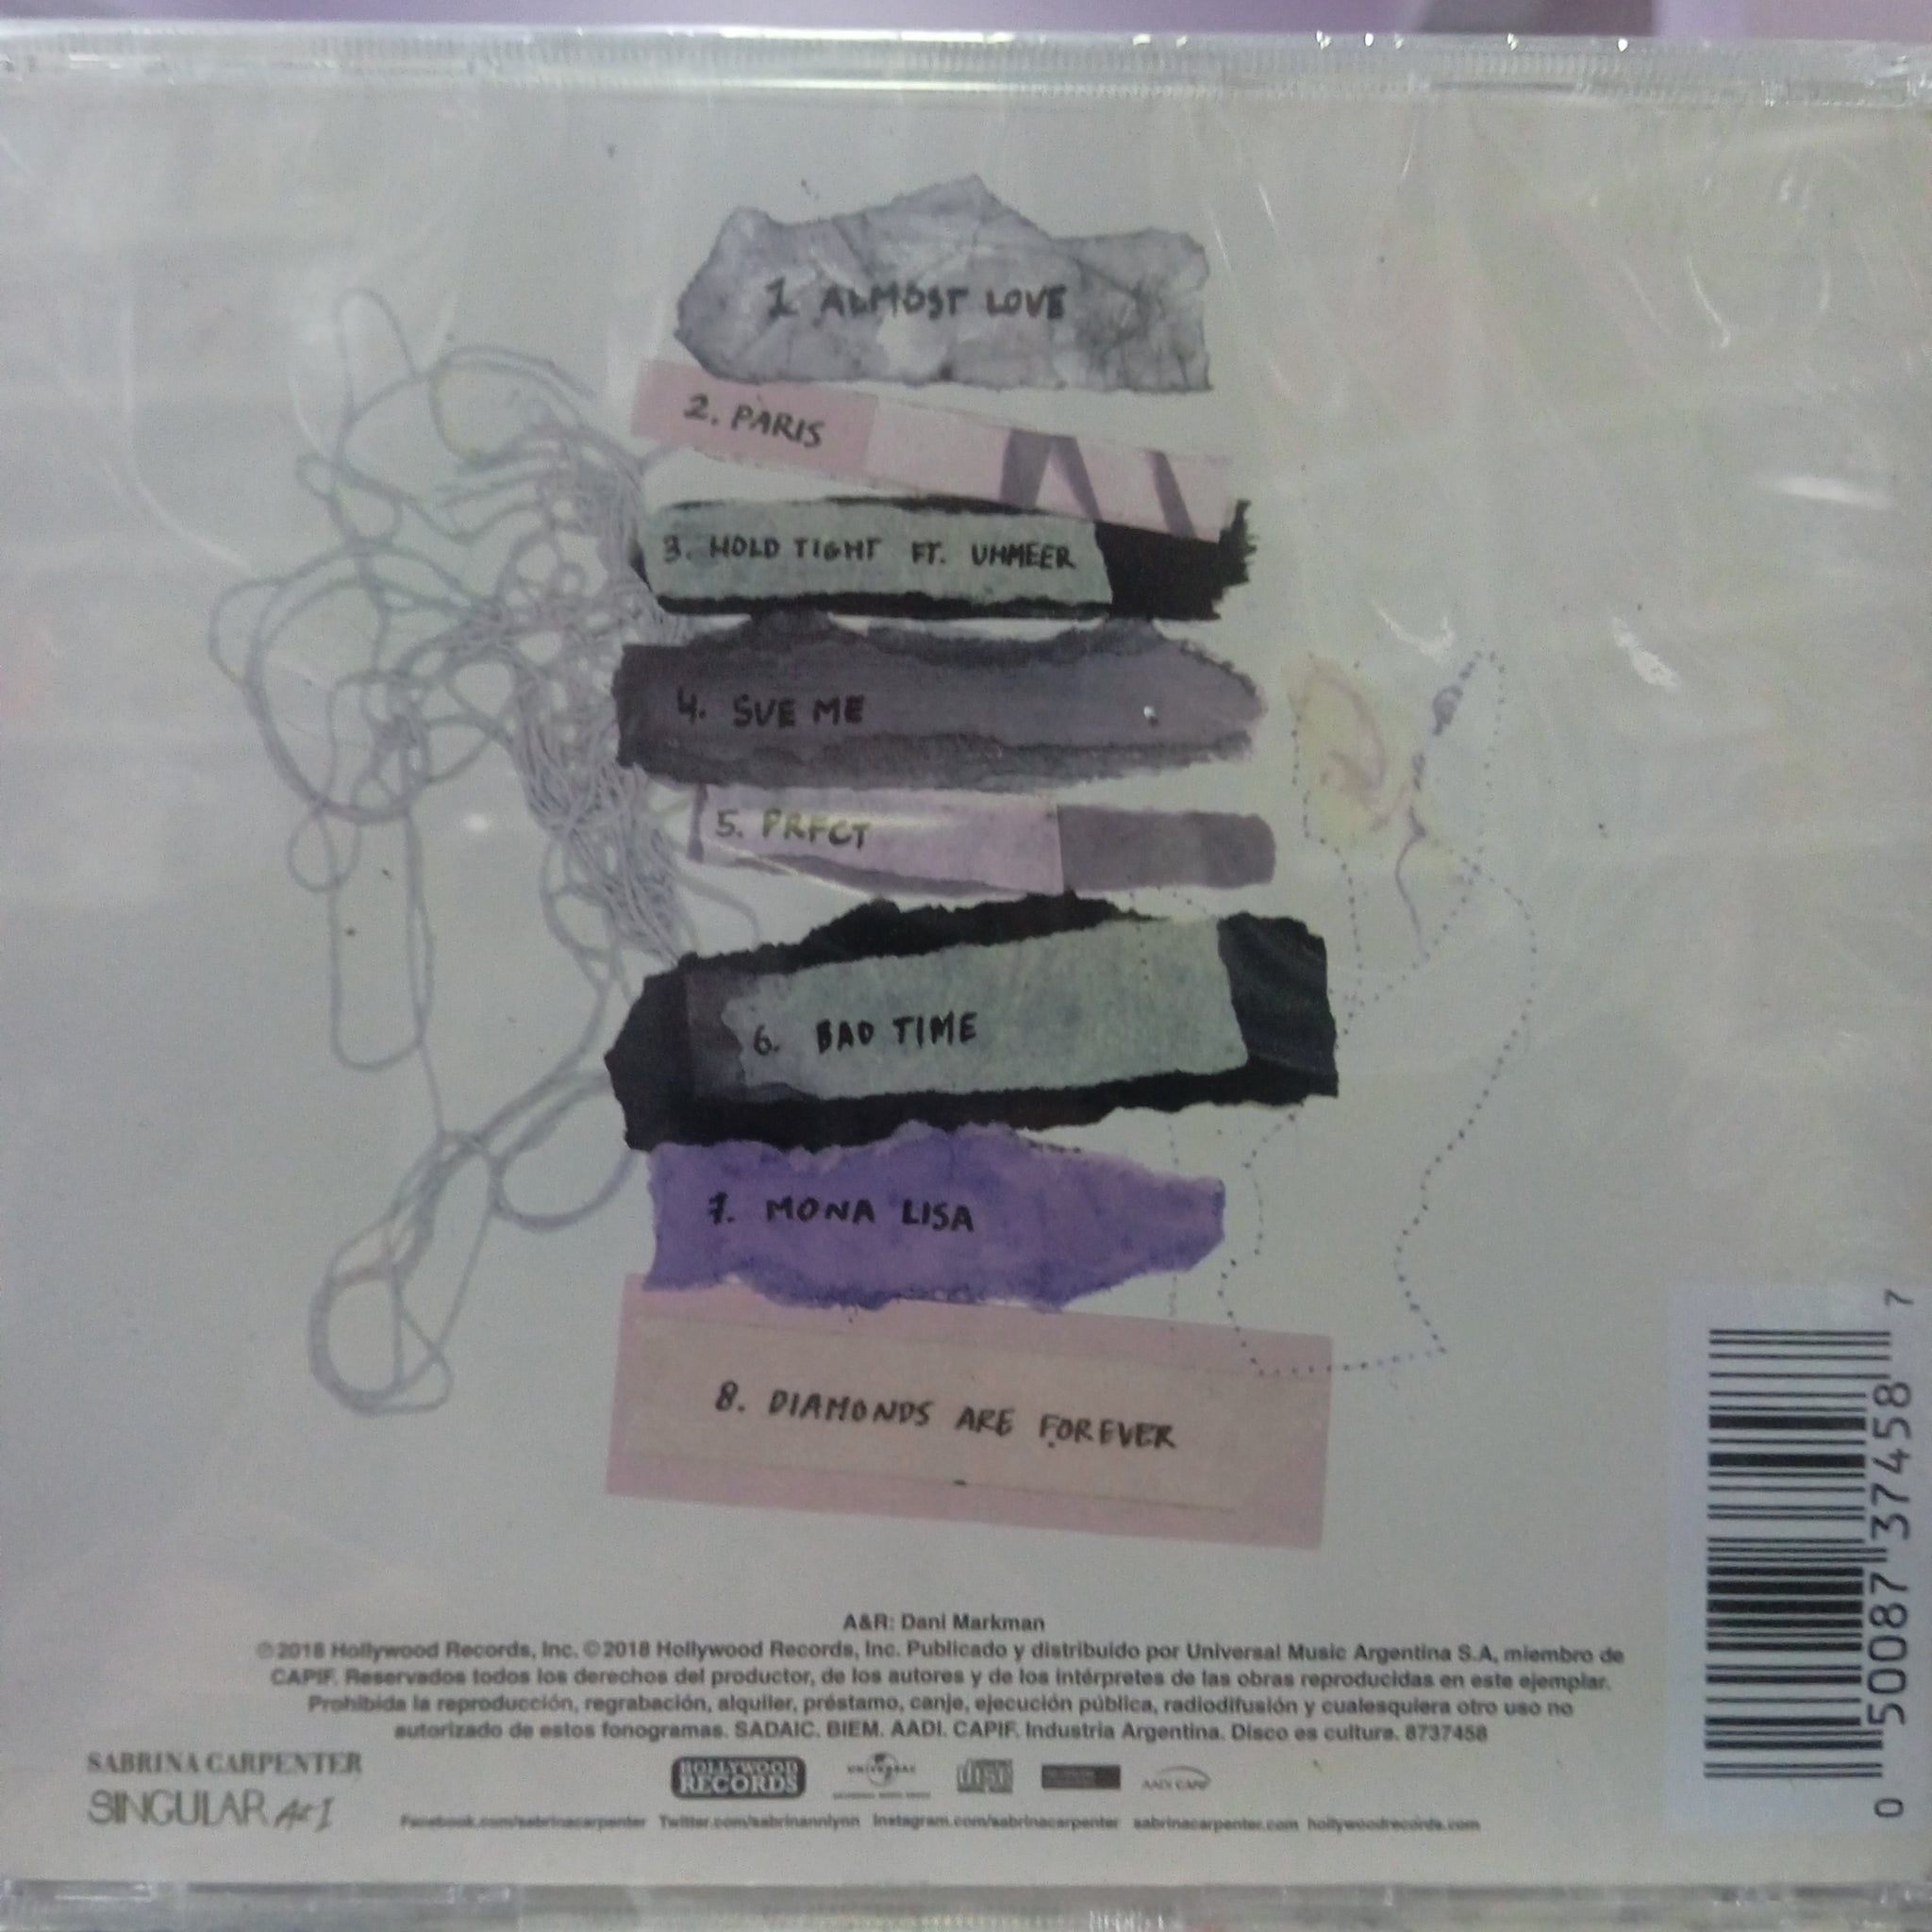 1. ALMOST LOVE
2. PARIS
3. HOLD TIGHT FT. UHMEER
4. SUE ME
5. PRFCT
6. BAD TIME
7. MONA LISA
8. DIAMONDS ARE FOREVER
A&R: Dani Markman
℗2018 Hollywood Records, Inc. ©2018 Hollywood Records, Inc. Publicado y distribuido por Universal Music Argentina S.A, miembro de
CAPIF. Reservados todos los derechos del productor, de los autores y de los intérpretes de las obras reproducidas en este ejemplar.
Prohibida la reproducción, regrabación, alquiler, préstamo, canje, ejecución pública, radiodifusión y cualesquiera otro uso no
autorizado de estos fonogramas. SADAIC. BIEM. AADI. CAPIF. Industria Argentina. Disco es cultura. 8737458
SABRINA CARPENTER
SINGULAR Act I
HOLLYWOOD RECORDS
UNIVERSAL
disc
AADI CAPIF
Facebook.com/sabrinacarpenter Twitter.com/sabrinannlynn Instagram.com/sabrinacarpenter sabrinacarpenter.com hollywoodrecords.com
0 50087 37458 7